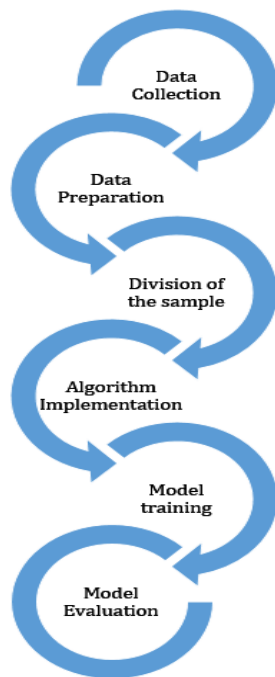 Data
Collection
Data
Preparation
Division of
the sample
Algorithm
Implementation
Model
training
Model
Evaluation